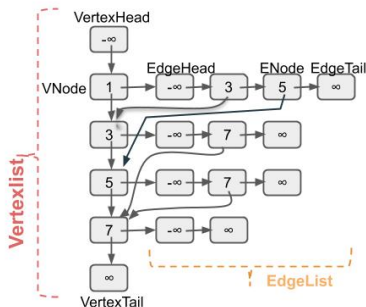 VertexHead
-∞
EdgeHead ENode EdgeTail
VNode 1 -∞ 3 5 ∞
3 -∞ 7 ∞
5 -∞ 7 ∞
7 -∞ ∞
∞
VertexTail
Vertexlist
EdgeList